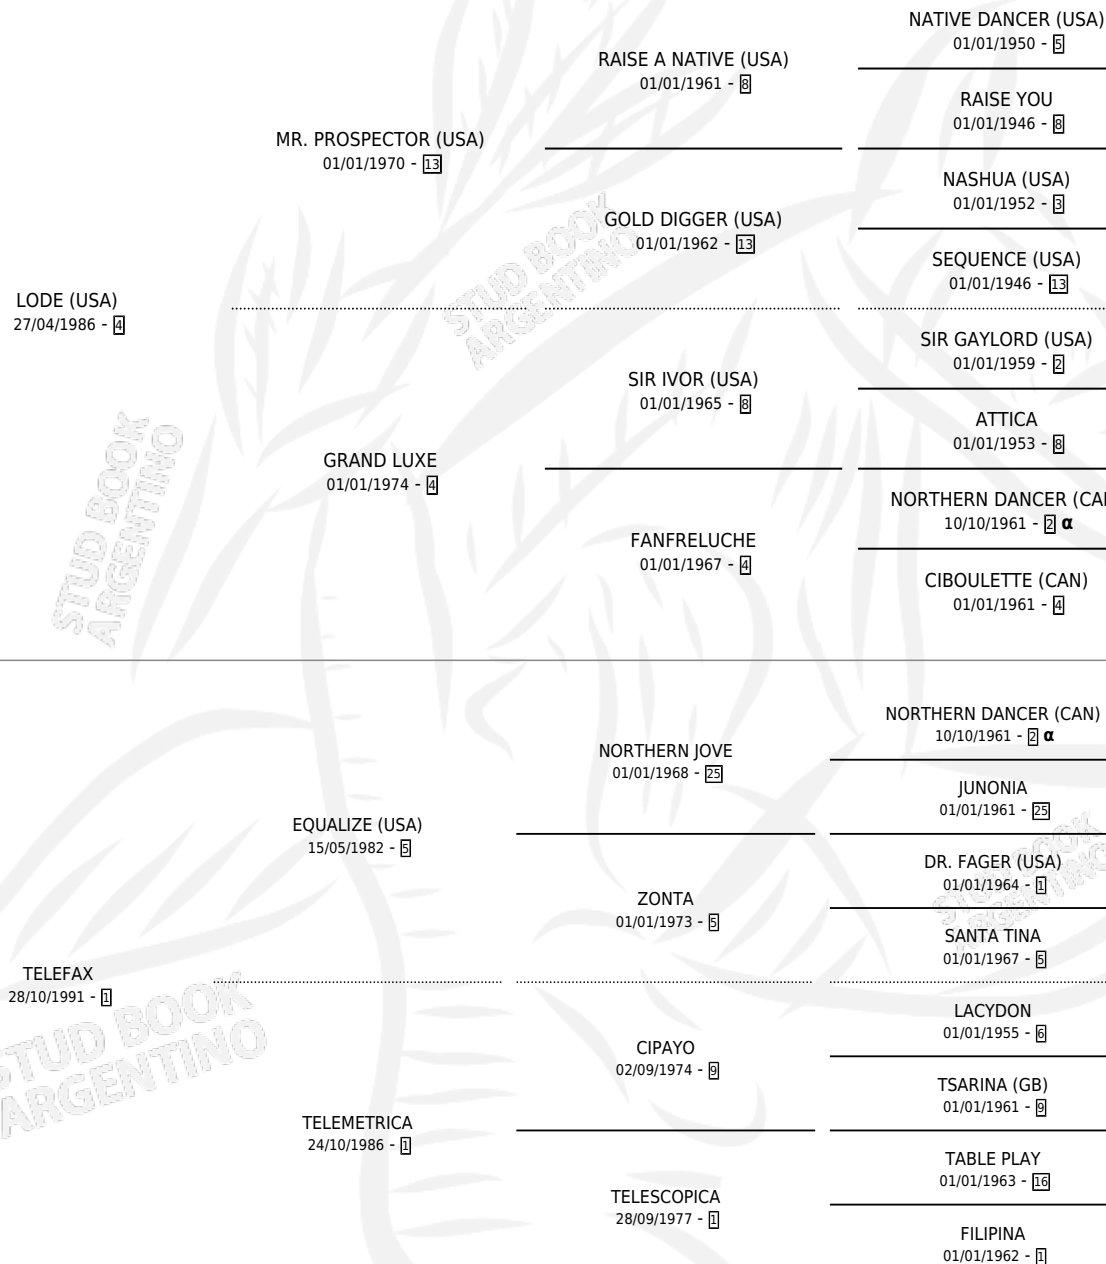 NATIVE DANCER (USA)
01/01/1950 - 5
RAISE A NATIVE (USA)
01/01/1961 - 8
RAISE YOU
01/01/1946 - 8
MR. PROSPECTOR (USA)
01/01/1970 - 13
NASHUA (USA)
01/01/1952 - 3
GOLD DIGGER (USA)
01/01/1962 - 13
SEQUENCE (USA)
01/01/1946 - 13
LODE (USA)
27/04/1986 - 4
SIR GAYLORD (USA)
01/01/1959 - 2
SIR IVOR (USA)
01/01/1965 - 8
ATTICA
01/01/1953 - 8
GRAND LUXE
01/01/1974 - 4
NORTHERN DANCER (CAN
10/10/1961 - 2 α
FANFRELUCHE
01/01/1967 - 4
CIBOULETTE (CAN)
01/01/1961 - 4
NORTHERN DANCER (CAN)
10/10/1961 - 2 α
NORTHERN JOVE
01/01/1968 - 25
JUNONIA
01/01/1961 - 25
EQUALIZE (USA)
15/05/1982 - 5
DR. FAGER (USA)
01/01/1964 - 1
ZONTA
01/01/1973 - 5
SANTA TINA
01/01/1967 - 5
TELEFAX
28/10/1991 - 1
LACYDON
01/01/1955 - 6
CIPAYO
02/09/1974 - 9
TSARINA (GB)
01/01/1961 - 9
TELEMETRICA
24/10/1986 - 1
TABLE PLAY
01/01/1963 - 16
TELESCOPICA
28/09/1977 - 1
FILIPINA
01/01/1962 - 1
STUD BOOK
ARGENTINO
STUD BOOK
ARGENTINO
STUD BOOK
ARGENTINO
STUD BOOK
ARGENTINO